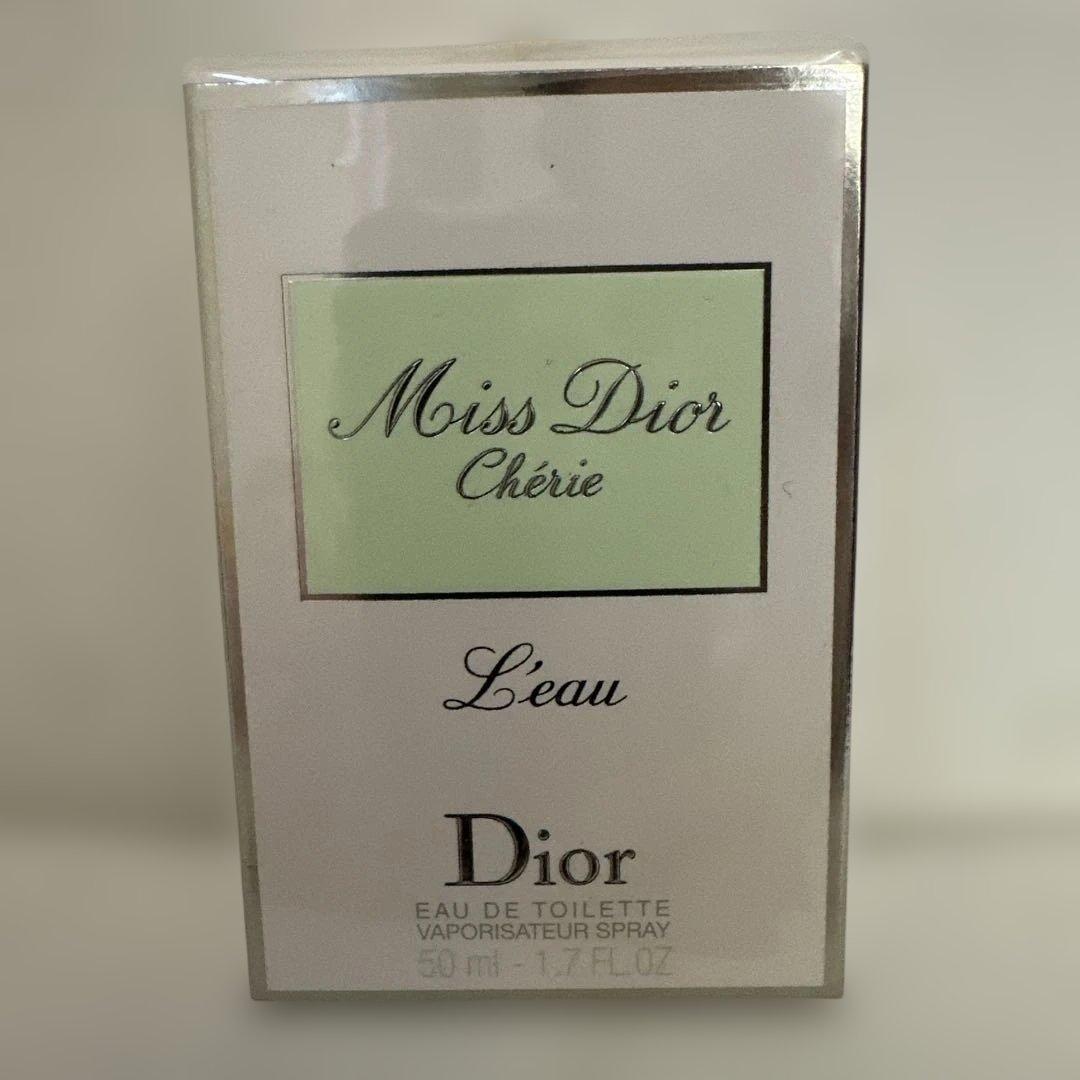 Miss Dior
Chérie
L'eau
Dior
EAU DE TOILETTE
VAPORISATEUR SPRAY
50 ml - 1.7 FL.OZ